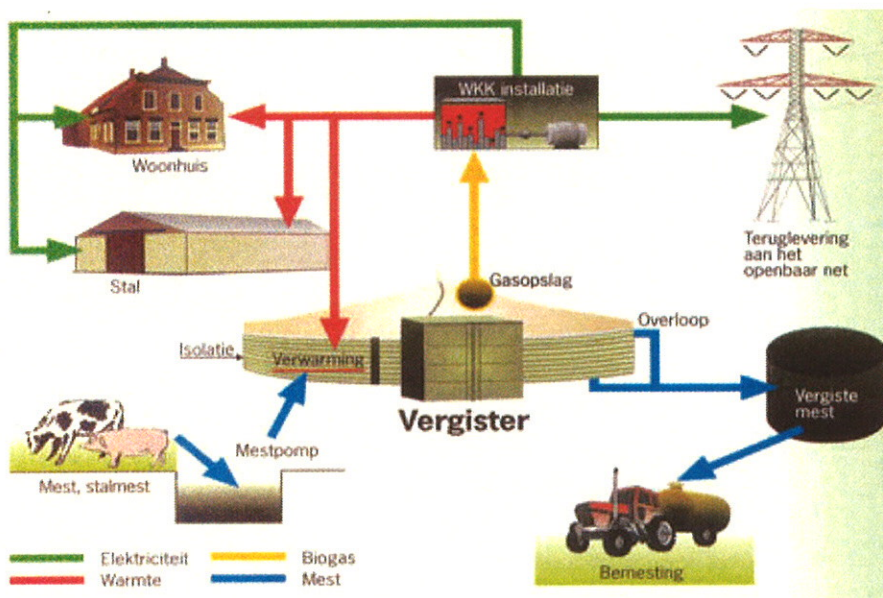 WKK installatie
Woonhuis
Stal
Teruglevering
aan het
openbaar net
Gasopslag
Overloop
Isolatie
Verwarming
Vergister
Vergiste
mest
Mestpomp
Mest, stalmest
Bemesting
Elektriciteit
Biogas
Warmte
Mest